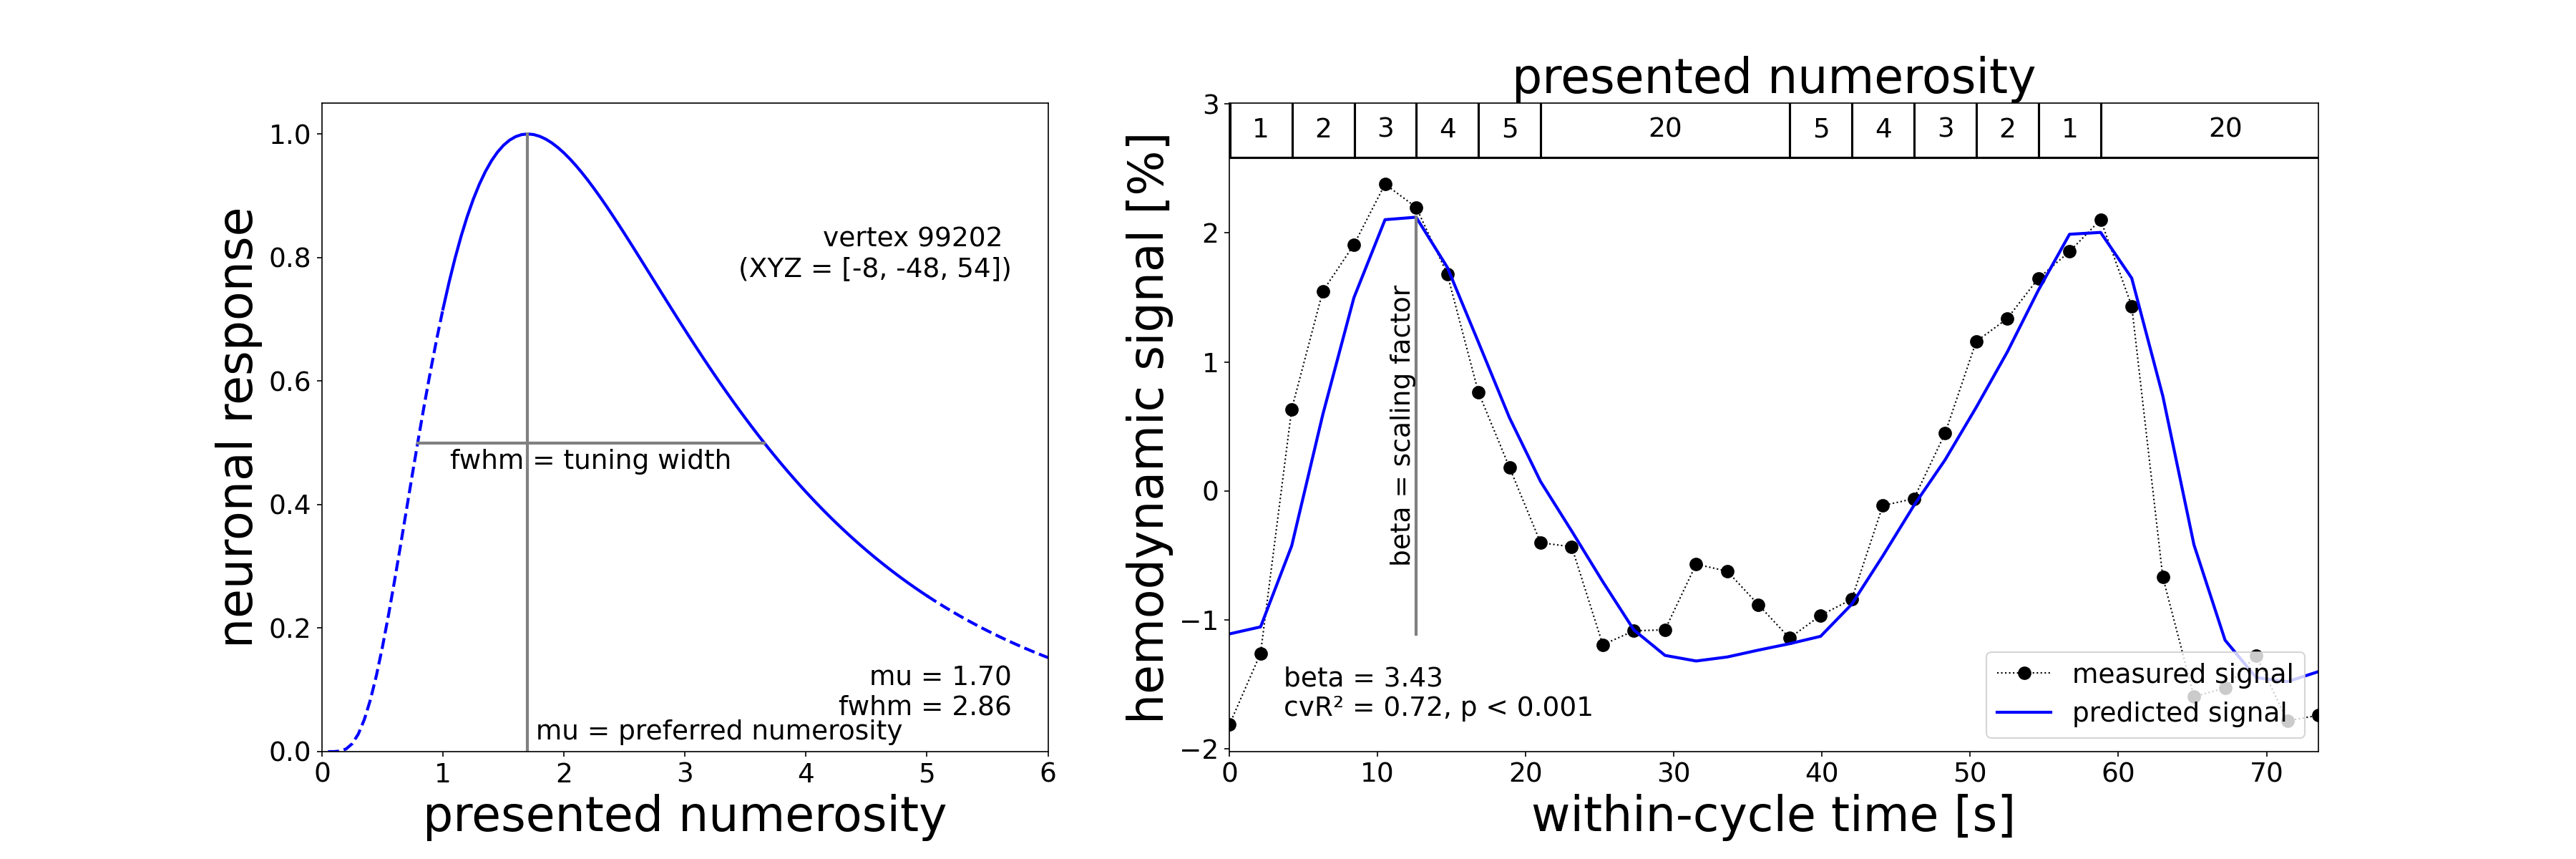 neuronal response
1.0
0.8
0.6
0.4
0.2
0.0
vertex 99202
(XYZ = [-8, -48, 54])
fwhm = tuning width
mu = 1.70
fwhm = 2.86
mu = preferred numerosity
0 1 2 3 4 5 6
presented numerosity
presented numerosity
1 2 3 4 5 20 5 4 3 2 1 20
hemodynamic signal [%]
3
2
1
0
−1
−2
beta = scaling factor
beta = 3.43
cvR² = 0.72, p < 0.001
measured signal
predicted signal
0 10 20 30 40 50 60 70
within-cycle time [s]